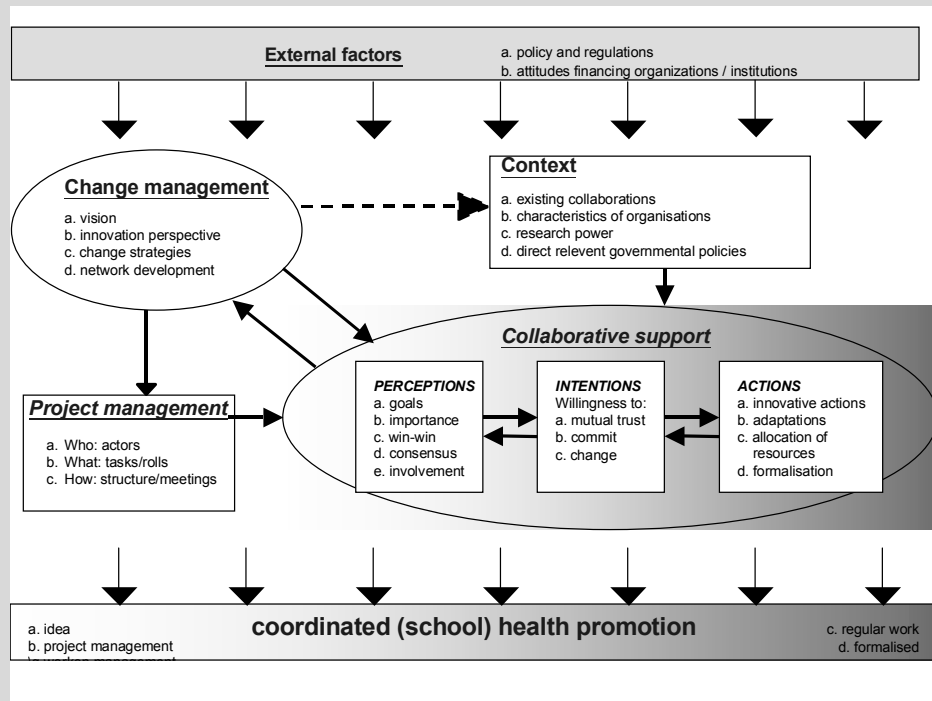 External factors
a. policy and regulations
b. attitudes financing organizations / institutions
Change management
a. vision
b. innovation perspective
c. change strategies
d. network development
Context
a. existing collaborations
b. characteristics of organisations
c. research power
d. direct relevent governmental policies
Collaborative support
Project management
a. Who: actors
b. What: tasks/rolls
c. How: structure/meetings
PERCEPTIONS
a. goals
b. importance
c. win-win
d. consensus
e. involvement
INTENTIONS
Willingness to:
a. mutual trust
b. commit
c. change
ACTIONS
a. innovative actions
b. adaptations
c. allocation of
resources
d. formalisation
coordinated (school) health promotion
a. idea
b. project management
c. regular work
d. formalised